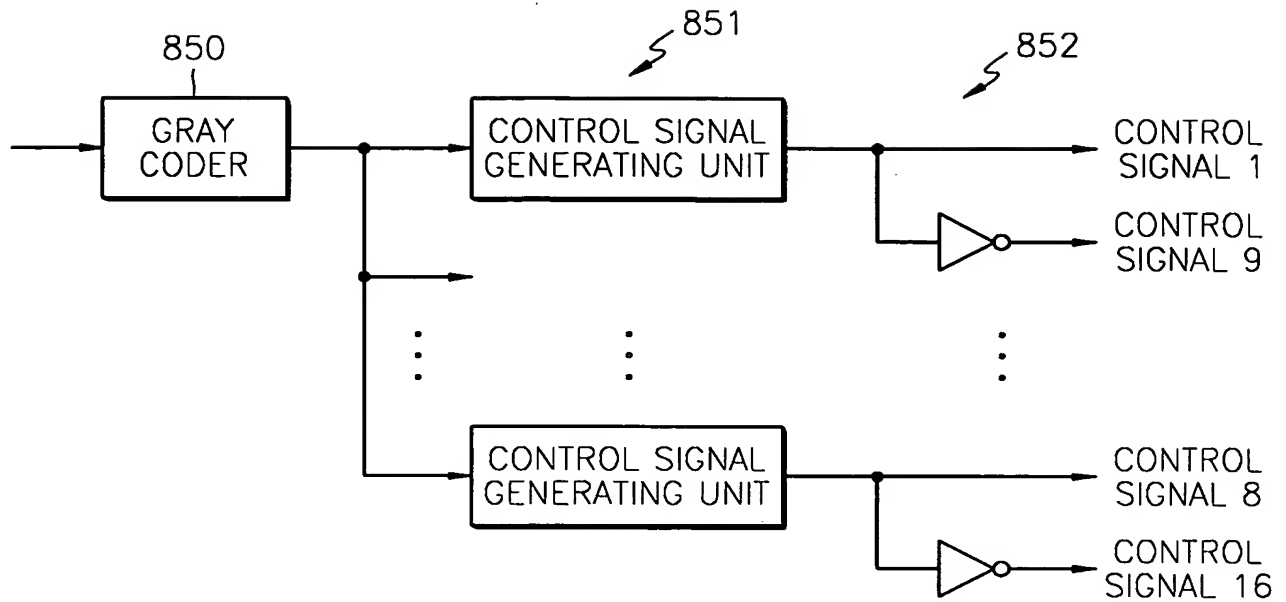 850
851
852
GRAY
CODER
CONTROL SIGNAL
GENERATING UNIT
CONTROL
SIGNAL 1
CONTROL
SIGNAL 9
CONTROL SIGNAL
GENERATING UNIT
CONTROL
SIGNAL 8
CONTROL
SIGNAL 16